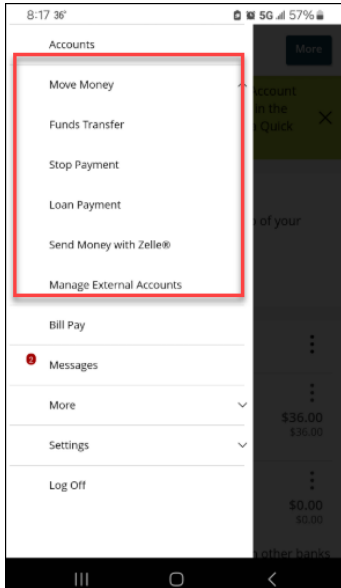 8:17 36° 5G 57%
Accounts
More
Move Money
Account
in the
Quick
Funds Transfer
Stop Payment
Loan Payment
of your
Send Money with Zelle®
Manage External Accounts
Bill Pay
2
Messages
More
$36.00
$36.00
Settings
Log Off
$0.00
$0.00
other banks